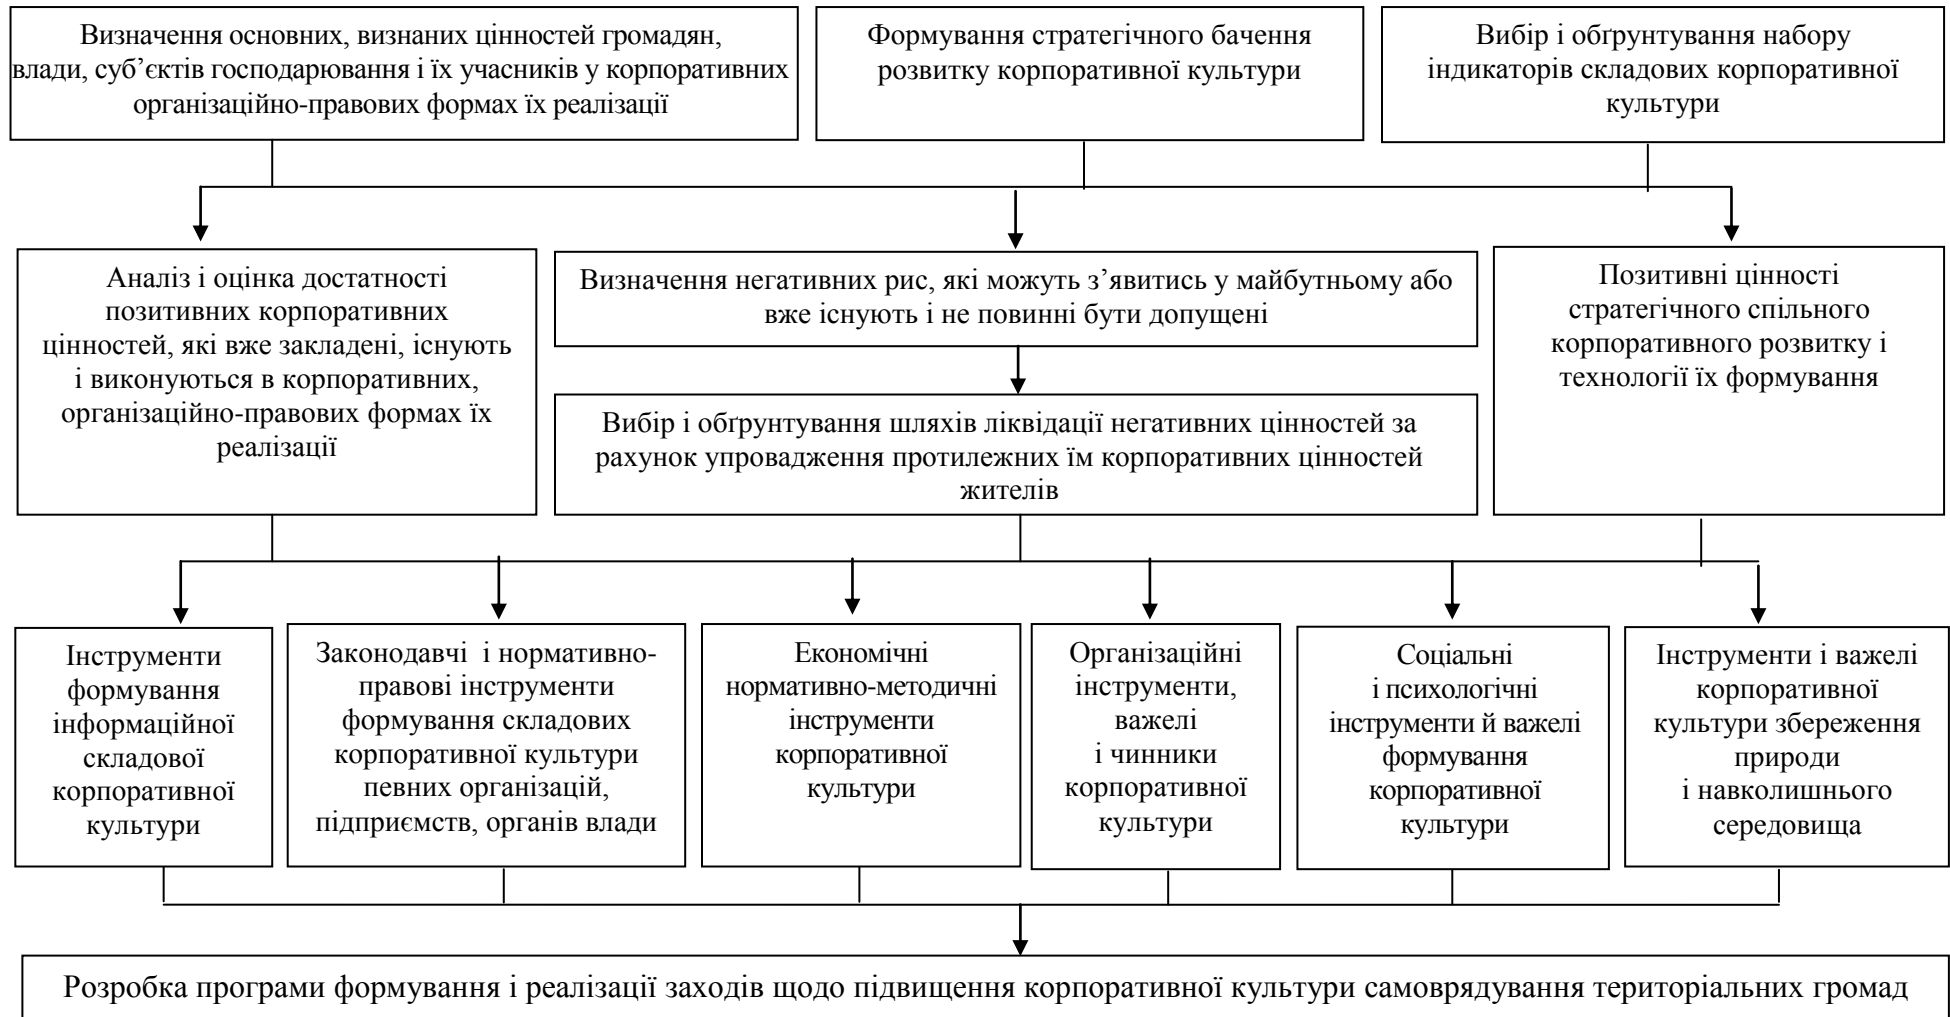 Визначення основних, визнаних цінностей громадян,
влади, суб’єктів господарювання і їх учасників у корпоративних
організаційно-правових формах їх реалізації
Формування стратегічного бачення
розвитку корпоративної культури
Вибір і обґрунтування набору
індикаторів складових корпоративної
культури
Аналіз і оцінка достатності
позитивних корпоративних
цінностей, які вже закладені, існують
і виконуються в корпоративних,
організаційно-правових формах їх
реалізації
Визначення негативних рис, які можуть з’явитись у майбутньому або
вже існують і не повинні бути допущені
Вибір і обґрунтування шляхів ліквідації негативних цінностей за
рахунок упровадження протилежних їм корпоративних цінностей
жителів
Позитивні цінності
стратегічного спільного
корпоративного розвитку і
технології їх формування
Інструменти
формування
інформаційної
складової
корпоративної
культури
Законодавчі і нормативно-
правові інструменти
формування складових
корпоративної культури
певних організацій,
підприємств, органів влади
Економічні
нормативно-методичні
інструменти
корпоративної
культури
Організаційні
інструменти,
важелі
і чинники
корпоративної
культури
Соціальні
і психологічні
інструменти й важелі
формування
корпоративної
культури
Інструменти і важелі
корпоративної
культури збереження
природи
і навколишнього
середовища
Розробка програми формування і реалізації заходів щодо підвищення корпоративної культури самоврядування територіальних громад